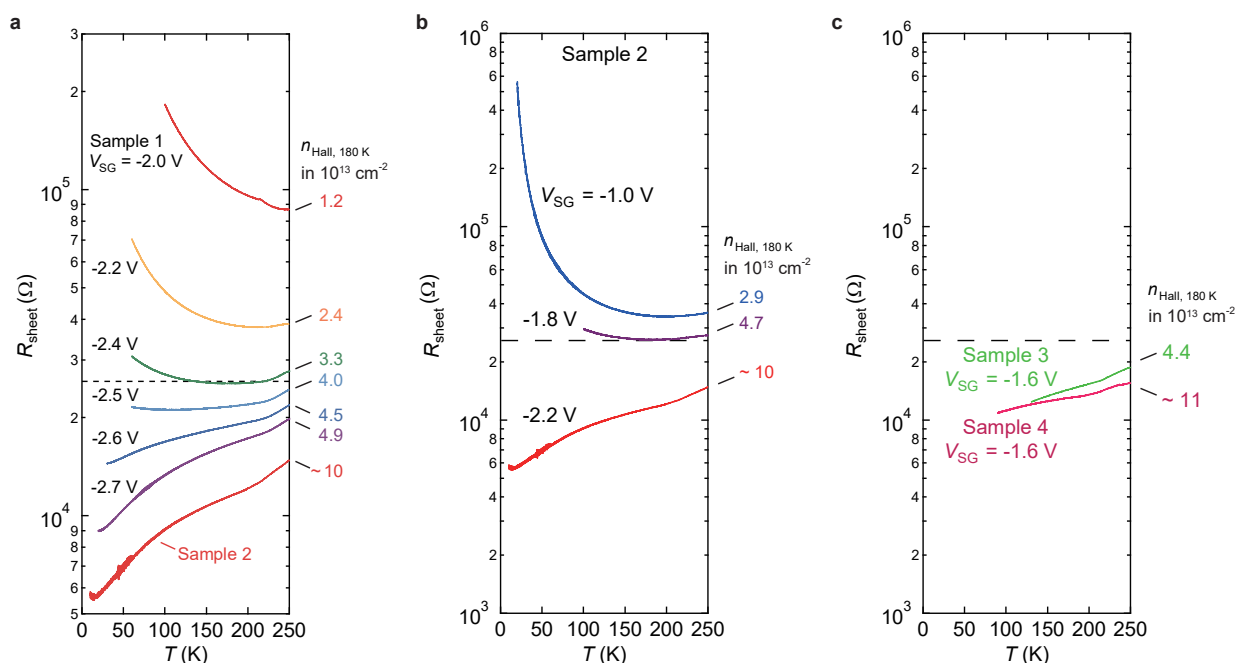 a
3
2
10^5
9
8
7
6
5
4
3
2
10^4
9
8
7
6
5
R_sheet (Ω)
Sample 1
V_SG = -2.0 V
-2.2 V
-2.4 V
-2.5 V
-2.6 V
-2.7 V
Sample 2
n_Hall, 180 K
in 10^13 cm^-2
1.2
2.4
3.3
4.0
4.5
4.9
~ 10
0 50 100 150 200 250
T (K)
b
10^6
8
6
4
2
10^5
8
6
4
2
10^4
8
6
4
2
10^3
R_sheet (Ω)
Sample 2
V_SG = -1.0 V
-1.8 V
-2.2 V
n_Hall, 180 K
in 10^13 cm^-2
2.9
4.7
~ 10
0 50 100 150 200 250
T (K)
c
10^6
8
6
4
2
10^5
8
6
4
2
10^4
8
6
4
2
10^3
R_sheet (Ω)
Sample 3
V_SG = -1.6 V
Sample 4
V_SG = -1.6 V
n_Hall, 180 K
in 10^13 cm^-2
4.4
~ 11
0 50 100 150 200 250
T (K)